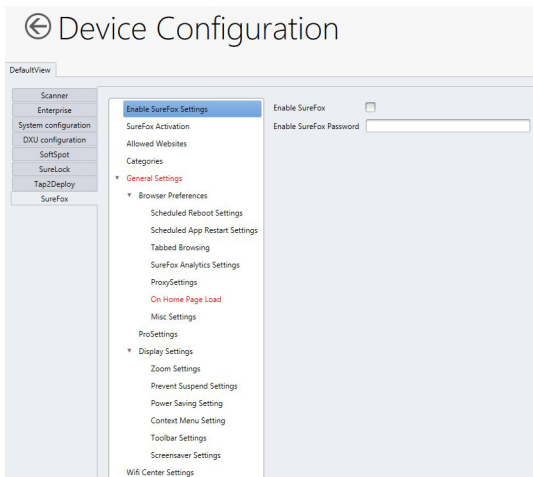 Device Configuration
DefaultView
Scanner
Enterprise
System configuration
DXU configuration
SoftSpot
SureLock
Tap2Deploy
SureFox
Enable SureFox Settings
SureFox Activation
Allowed Websites
Categories
General Settings
Browser Preferences
Scheduled Reboot Settings
Scheduled App Restart Settings
Tabbed Browsing
SureFox Analytics Settings
ProxySettings
On Home Page Load
Misc Settings
ProSettings
Display Settings
Zoom Settings
Prevent Suspend Settings
Power Saving Setting
Context Menu Setting
Toolbar Settings
Screensaver Settings
Wifi Center Settings
Enable SureFox
Enable SureFox Password